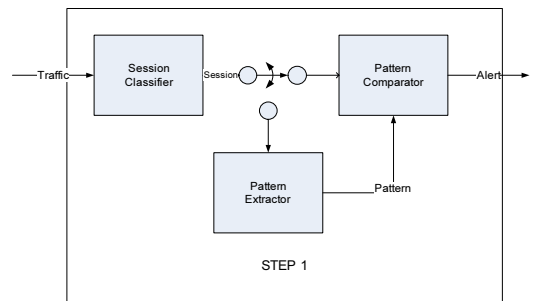 Traffic
Session
Classifier
Session
Pattern
Comparator
Alert
Pattern
Extractor
Pattern
STEP 1